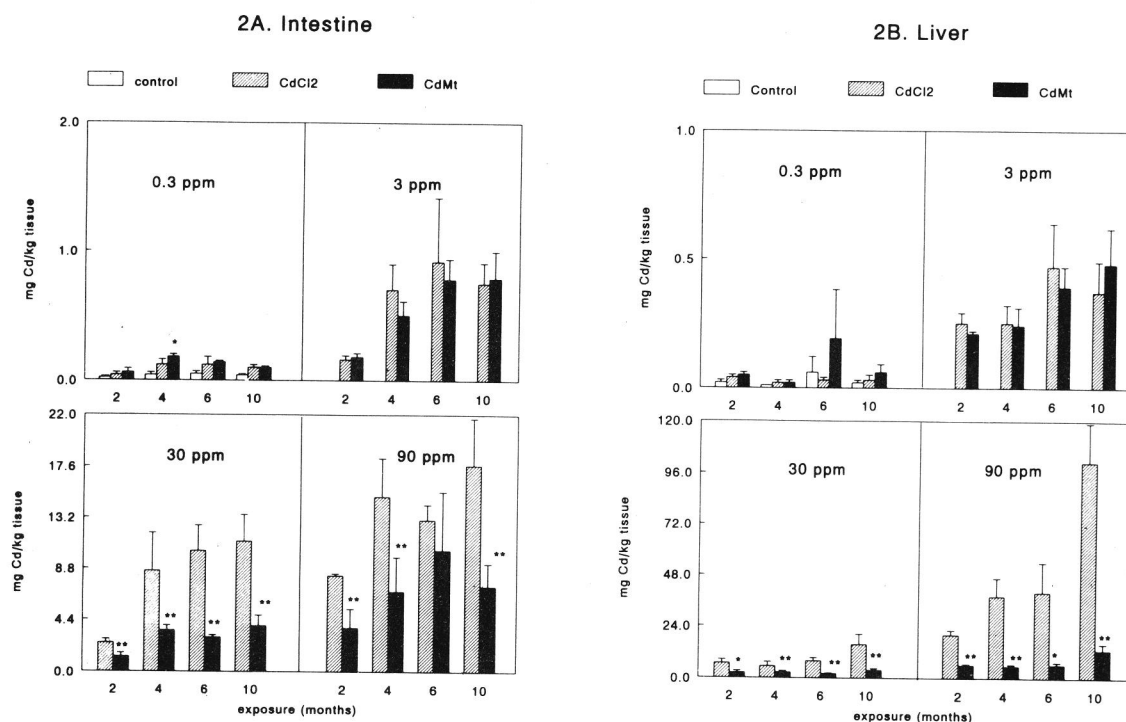 2A. Intestine
control CdCl2 CdMt
mg Cd/kg tissue
2.0
1.0
0.0
0.3 ppm
3 ppm
*
2 4 6 10 2 4 6 10
mg Cd/kg tissue
22.0
17.6
13.2
8.8
4.4
0.0
30 ppm
90 ppm
** ** ** ** ** ** **
2 4 6 10 2 4 6 10
exposure (months)
2B. Liver
Control CdCl2 CdMt
mg Cd/kg tissue
1.0
0.5
0.0
0.3 ppm
3 ppm
2 4 6 10 2 4 6 10
mg Cd/kg tissue
120.0
96.0
72.0
48.0
24.0
0.0
30 ppm
90 ppm
* ** ** ** ** ** * **
2 4 6 10 2 4 6 10
exposure (months)